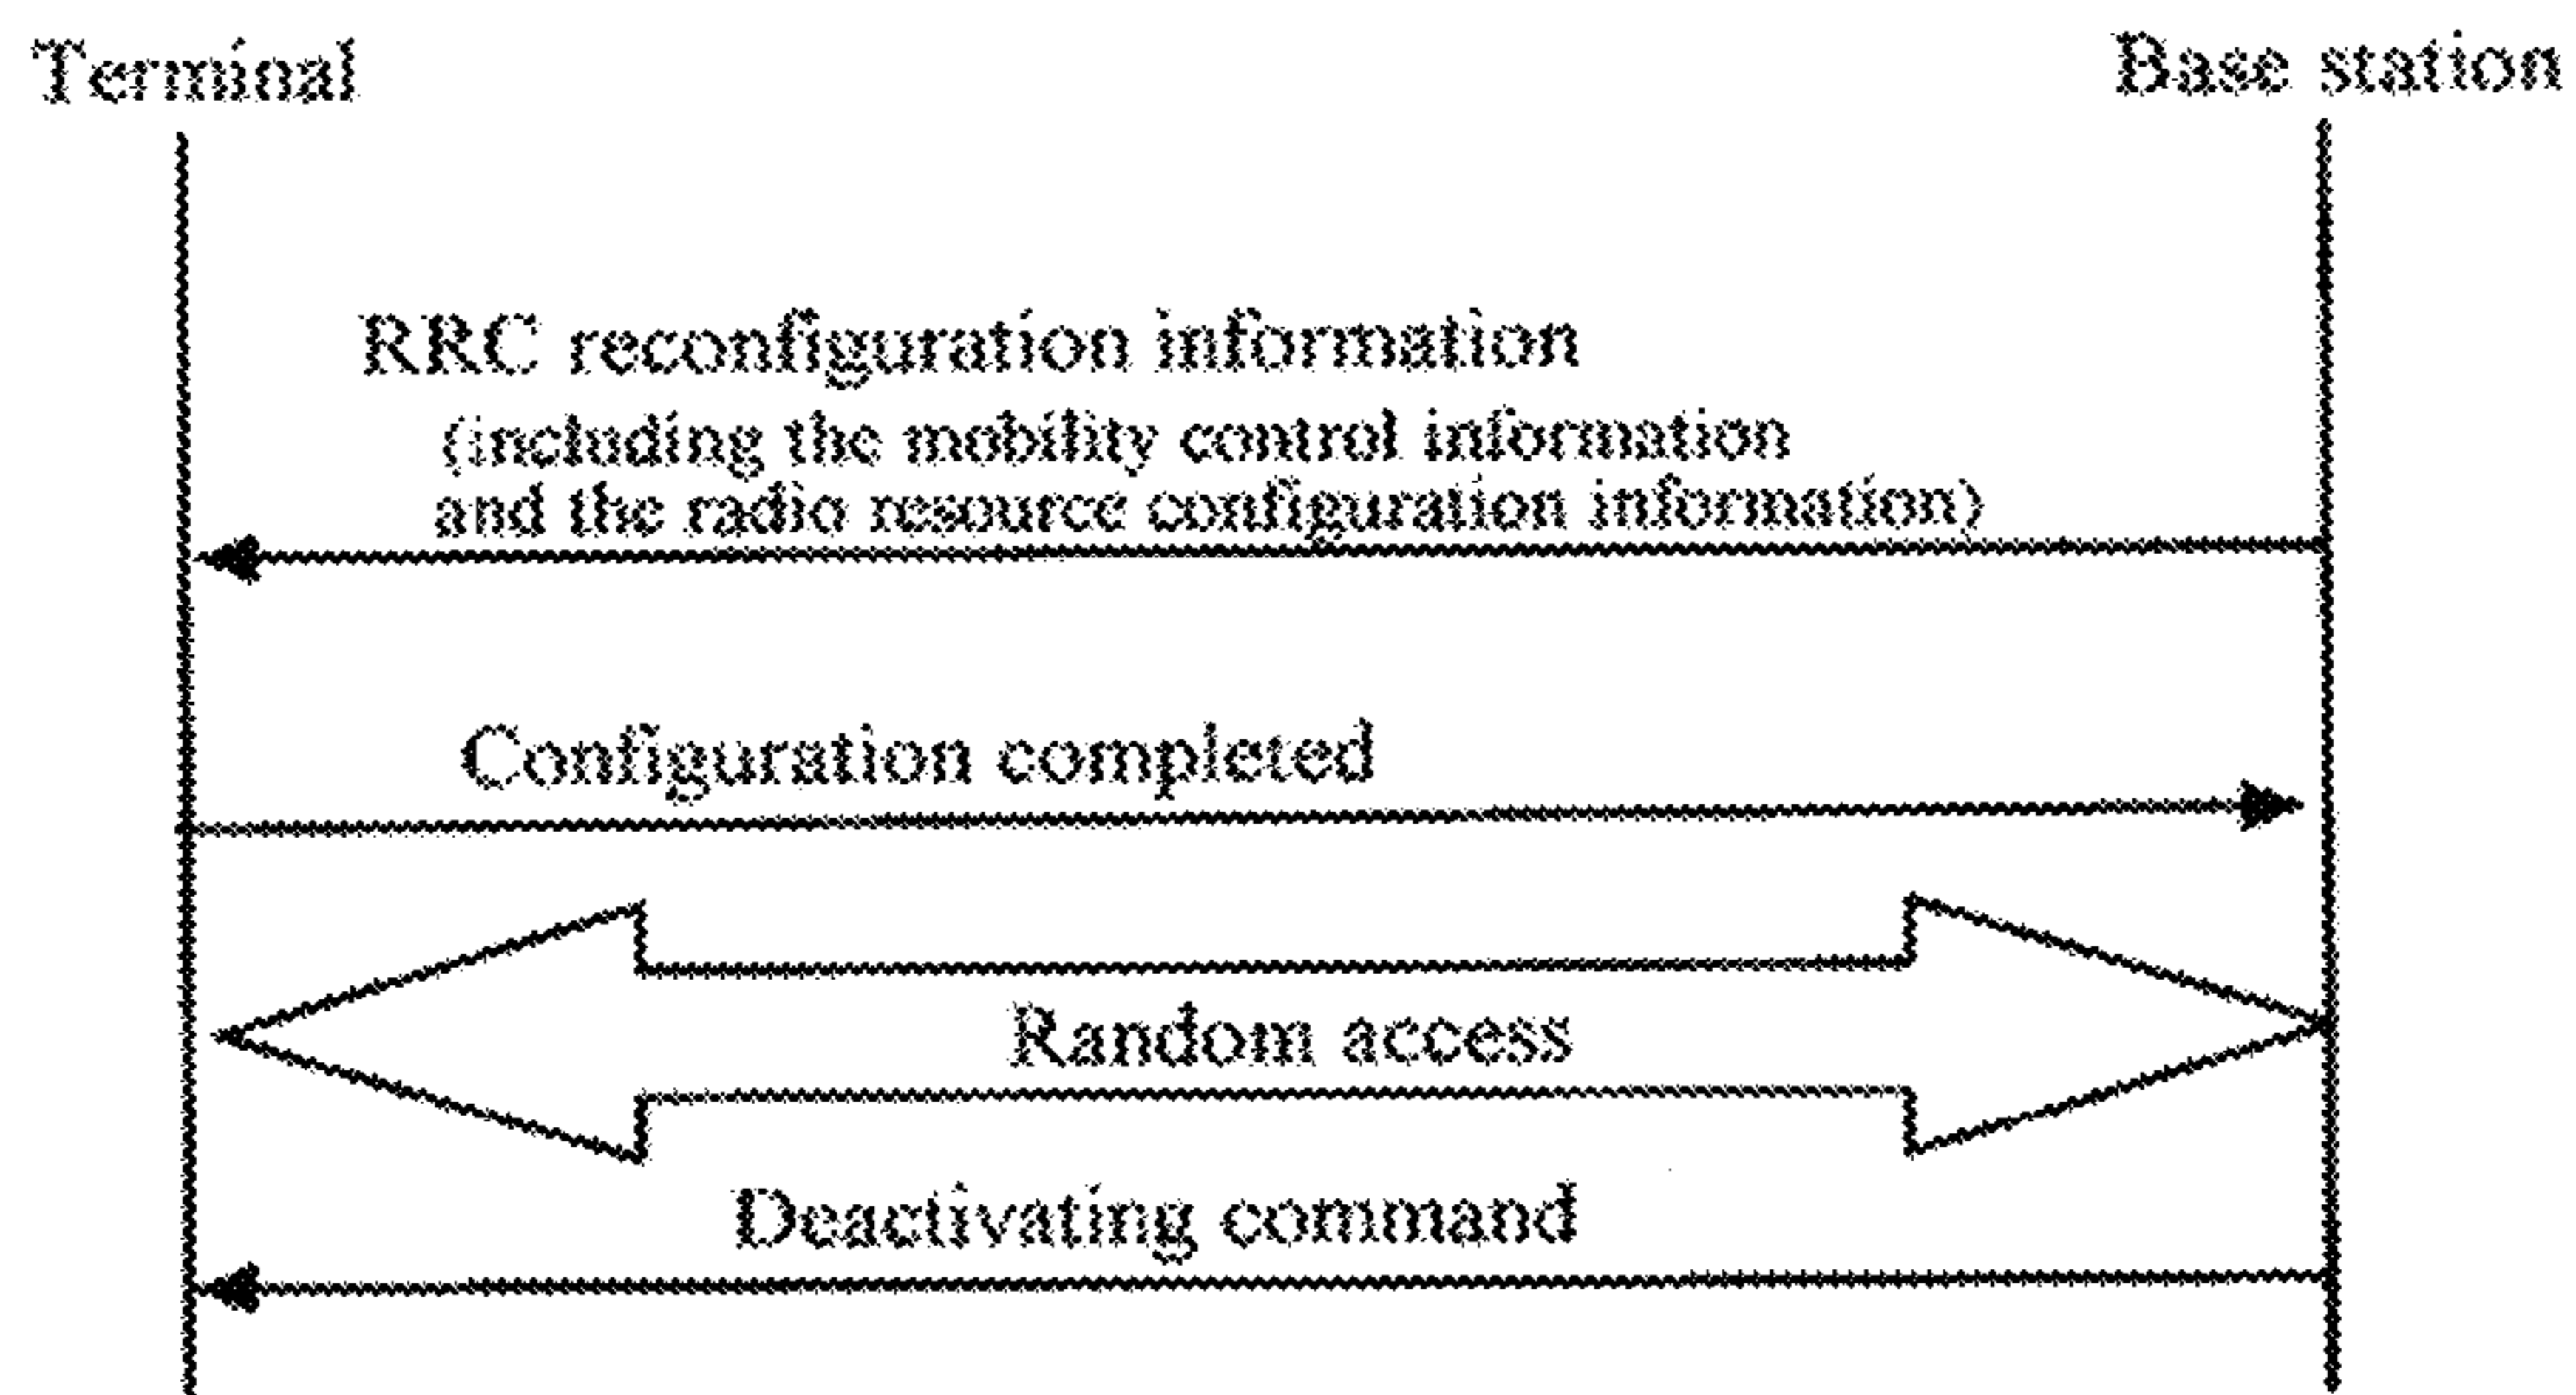 Terminal
Base station
RRC reconfiguration information
(including the mobility control information
and the radio resource configuration information)
Configuration completed
Random access
Deactivating command